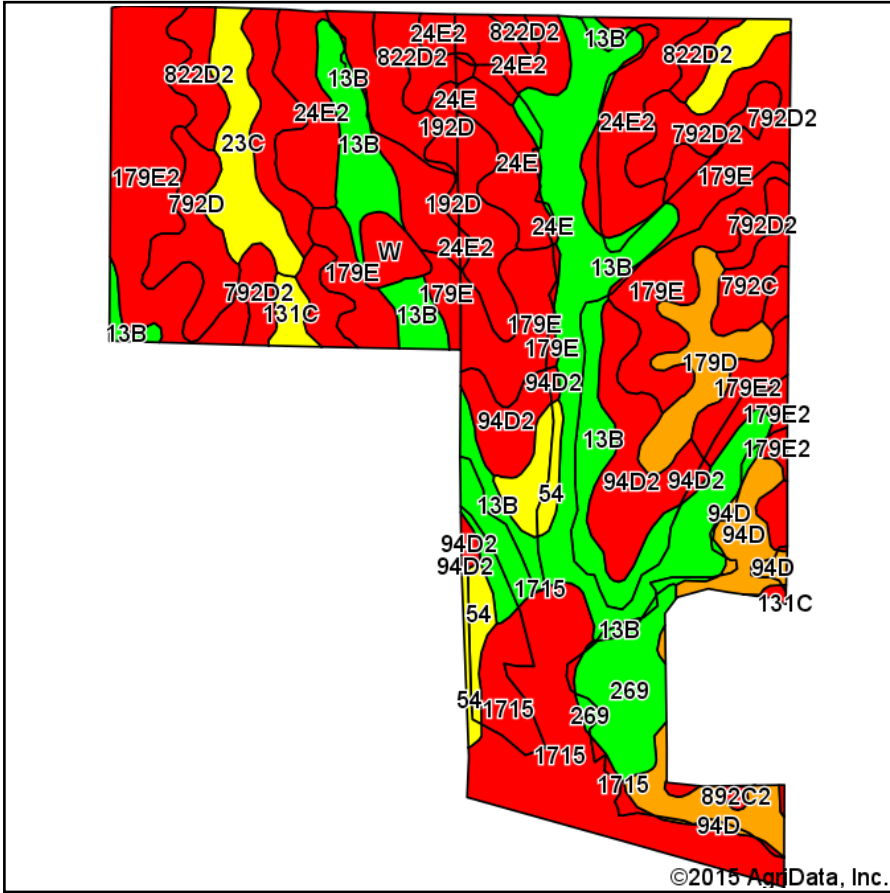 24E2
822D2
13B
822D2
822D2
822D2
24E2
13B
24E
24E2
192D
24E2
792D2
792D2
23C
13B
24E
179E2
179E
792D
192D
24E
792D2
W
24E2
13B
179E
792D2
179E
179E
792C
131C
13B
13B
179E
179E
179D
94D2
179E2
94D2
179E2
13B
179E2
94D2
94D2
54
13B
94D
94D
94D2
94D2
94D
1715
131C
54
13B
269
54
1715
269
1715
1715
892C2
94D
©2015 AgriData, Inc.